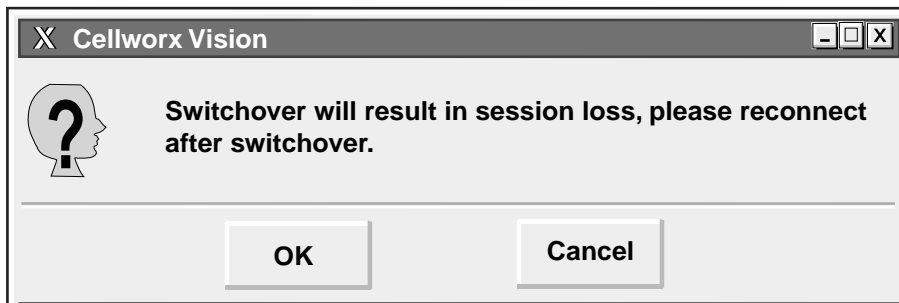 X Cellworx Vision
Switchover will result in session loss, please reconnect
after switchover.
OK
Cancel